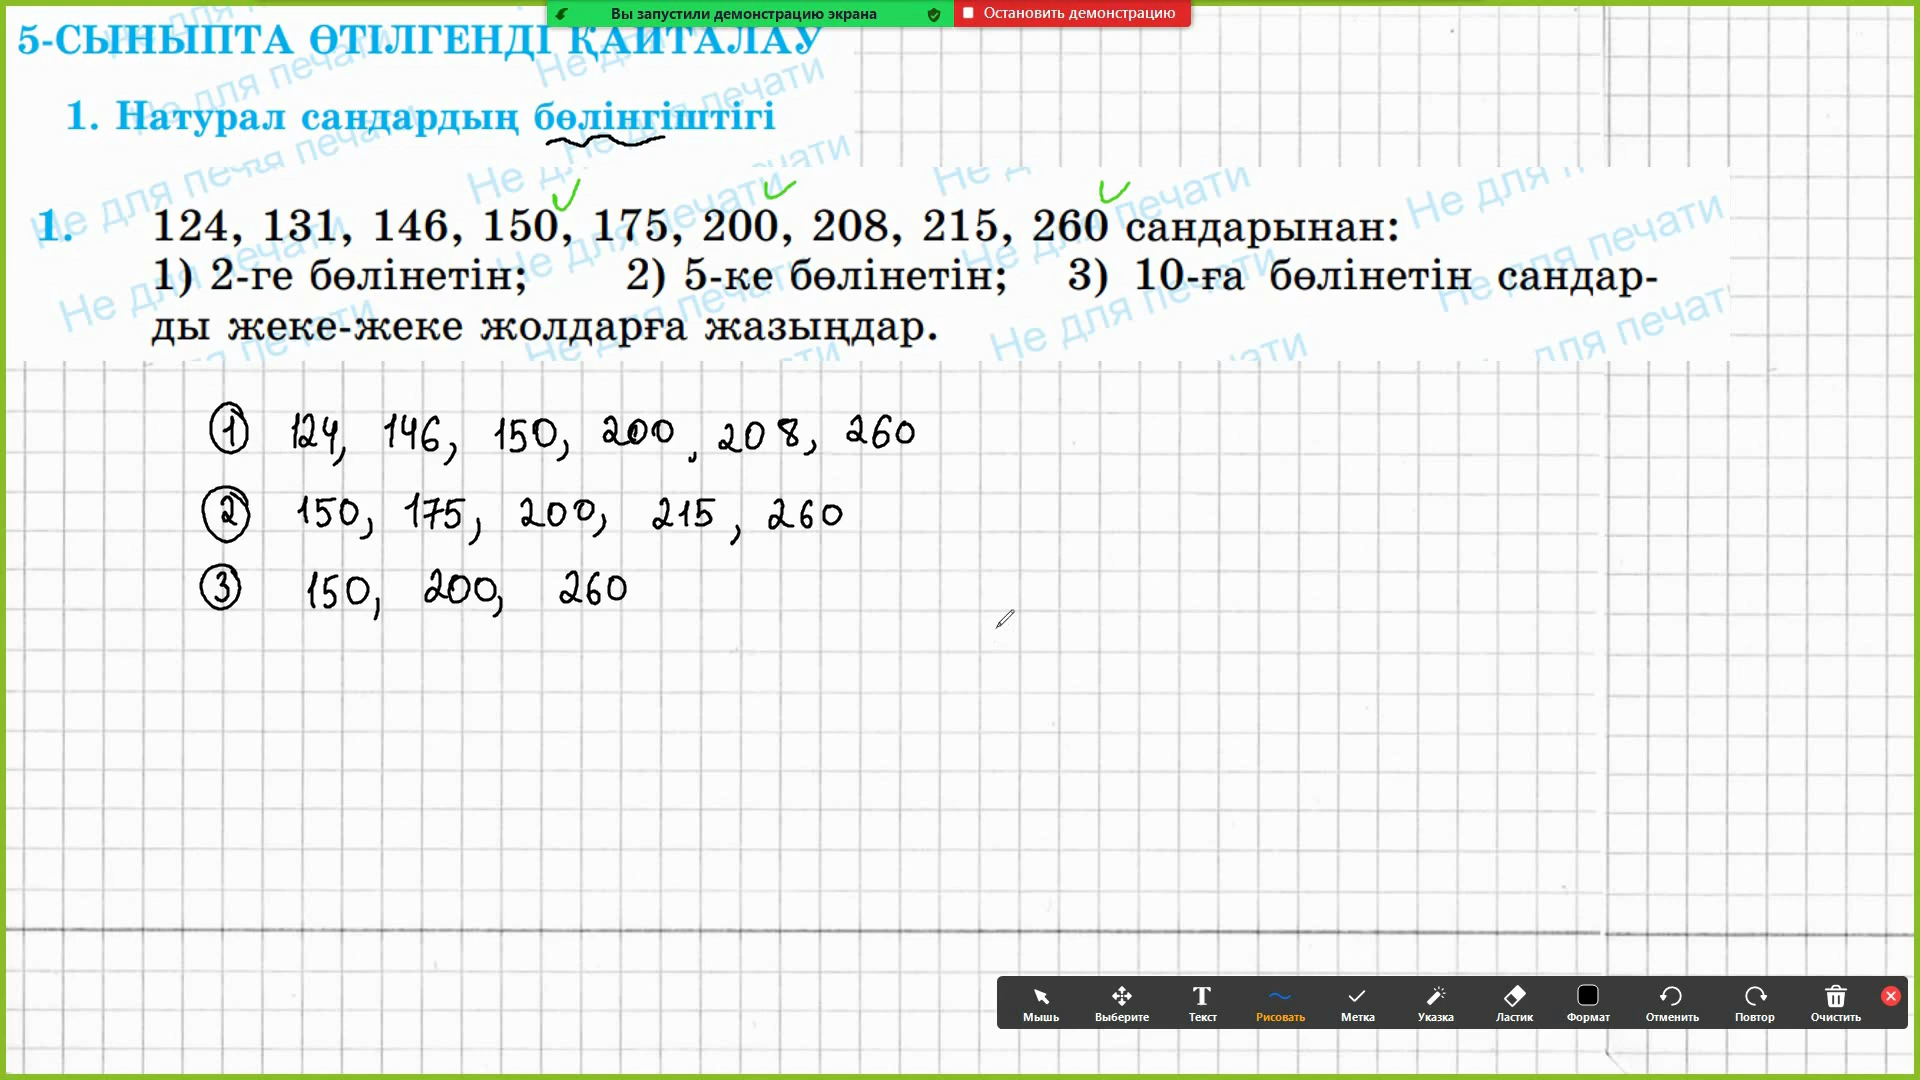 Вы запустили демонстрацию экрана Остановить демонстрацию
5-СЫНЫПТА ӨТІЛГЕНДІ ҚАЙТАЛАУ
1. Натурал сандардың бөлінгіштігі
1. 124, 131, 146, 150, 175, 200, 208, 215, 260 сандарынан:
1) 2-ге бөлінетін; 2) 5-ке бөлінетін; 3) 10-ға бөлінетін сандар-
ды жеке-жеке жолдарға жазыңдар.
Не для печати
1 124, 146, 150, 200, 208, 260
2 150, 175, 200, 215, 260
3 150, 200, 260
Мышь Выберите Текст Рисовать Метка Указка Ластик Формат Отменить Повтор Очистить